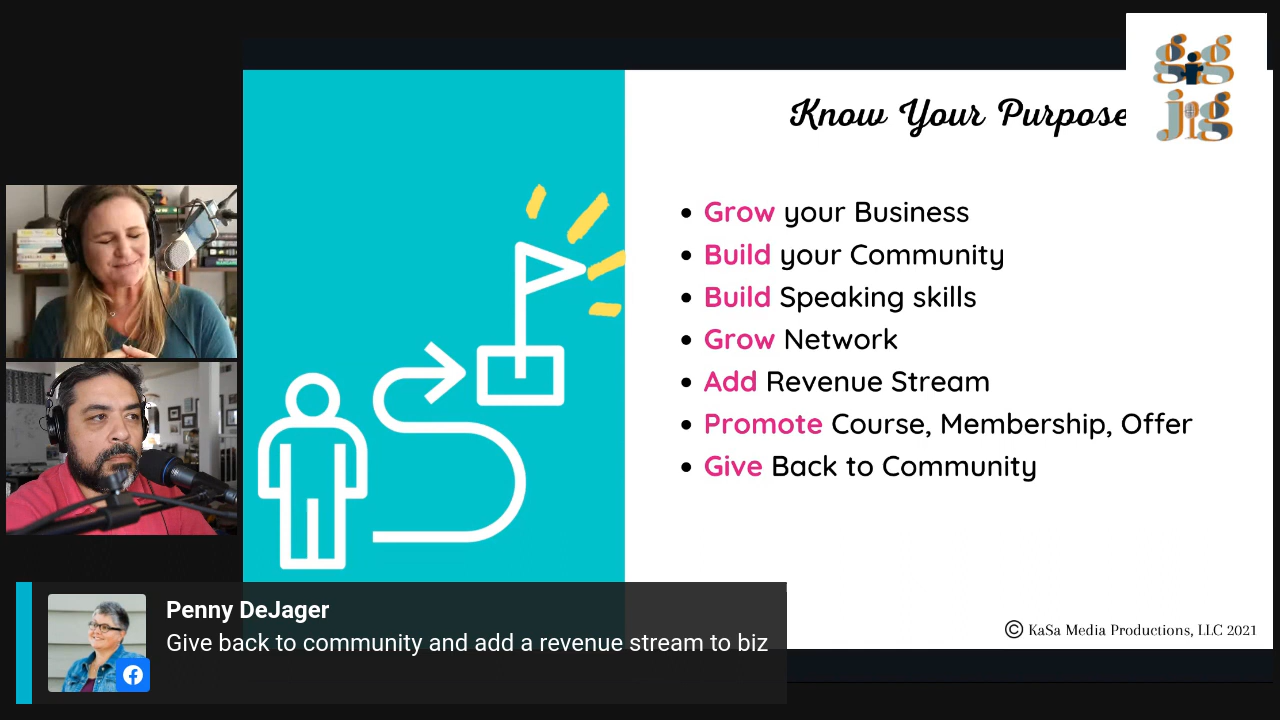 gig
jig
Know Your Purpose
Grow your Business
Build your Community
Build Speaking skills
Grow Network
Add Revenue Stream
Promote Course, Membership, Offer
Give Back to Community
© KaSa Media Productions, LLC 2021
Penny DeJager
Give back to community and add a revenue stream to biz